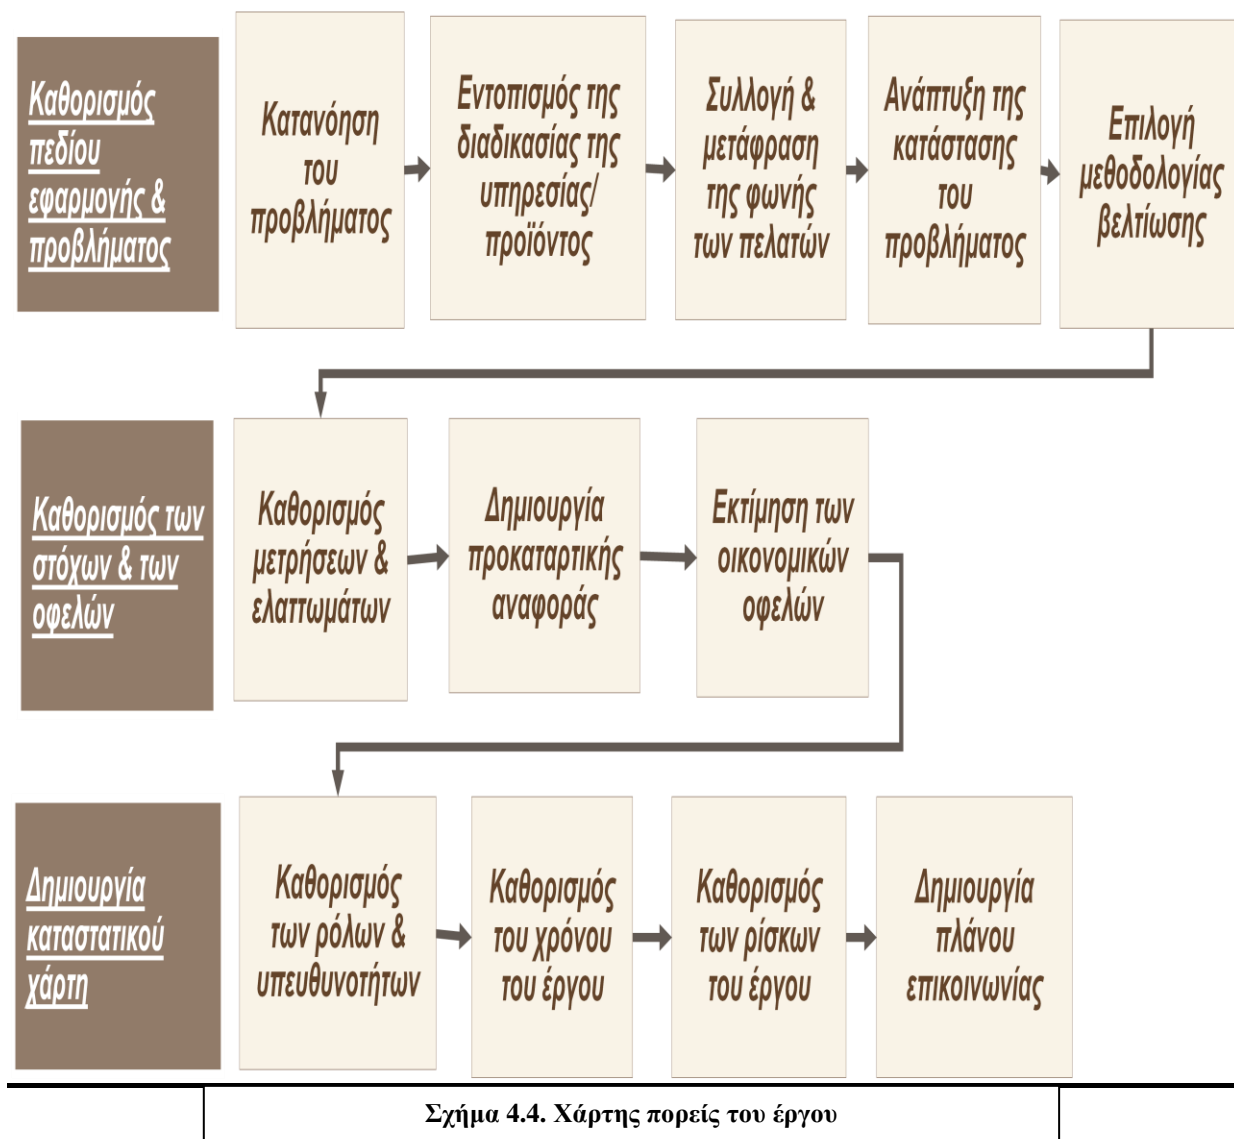 Καθορισμός
πεδίου
εφαρμογής &
προβλήματος
Κατανόηση
του
προβλήματος
Εντοπισμός της
διαδικασίας της
υπηρεσίας/
προϊόντος
Συλλογή &
μετάφραση
της φωνής
των πελατών
Ανάπτυξη της
κατάστασης
του
προβλήματος
Επιλογή
μεθοδολογίας
βελτίωσης
Καθορισμός των
στόχων & των
οφελών
Καθορισμός
μετρήσεων &
ελαττωμάτων
Δημιουργία
προκαταρτικής
αναφοράς
Εκτίμηση των
οικονομικών
οφελών
Δημιουργία
καταστατικού
χάρτη
Καθορισμός
των ρόλων &
υπευθυνοτήτων
Καθορισμός
του χρόνου
του έργου
Καθορισμός
των ρίσκων
του έργου
Δημιουργία
πλάνου
επικοινωνίας
Σχήμα 4.4. Χάρτης πορείς του έργου